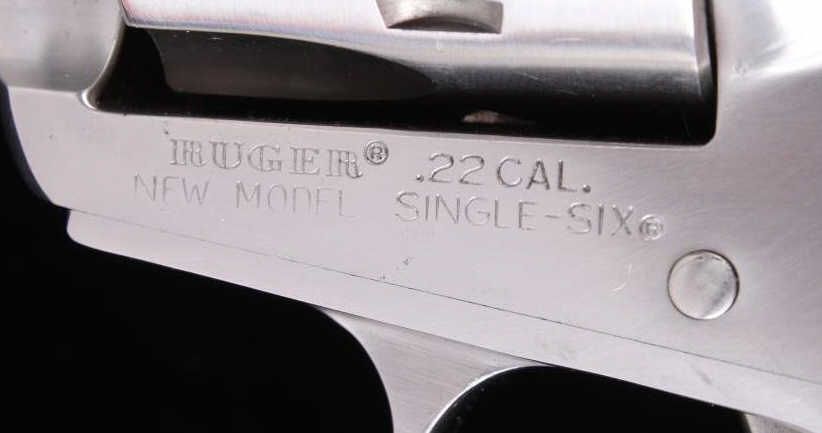 RUGER® .22 CAL.
NEW MODEL SINGLE-SIX®